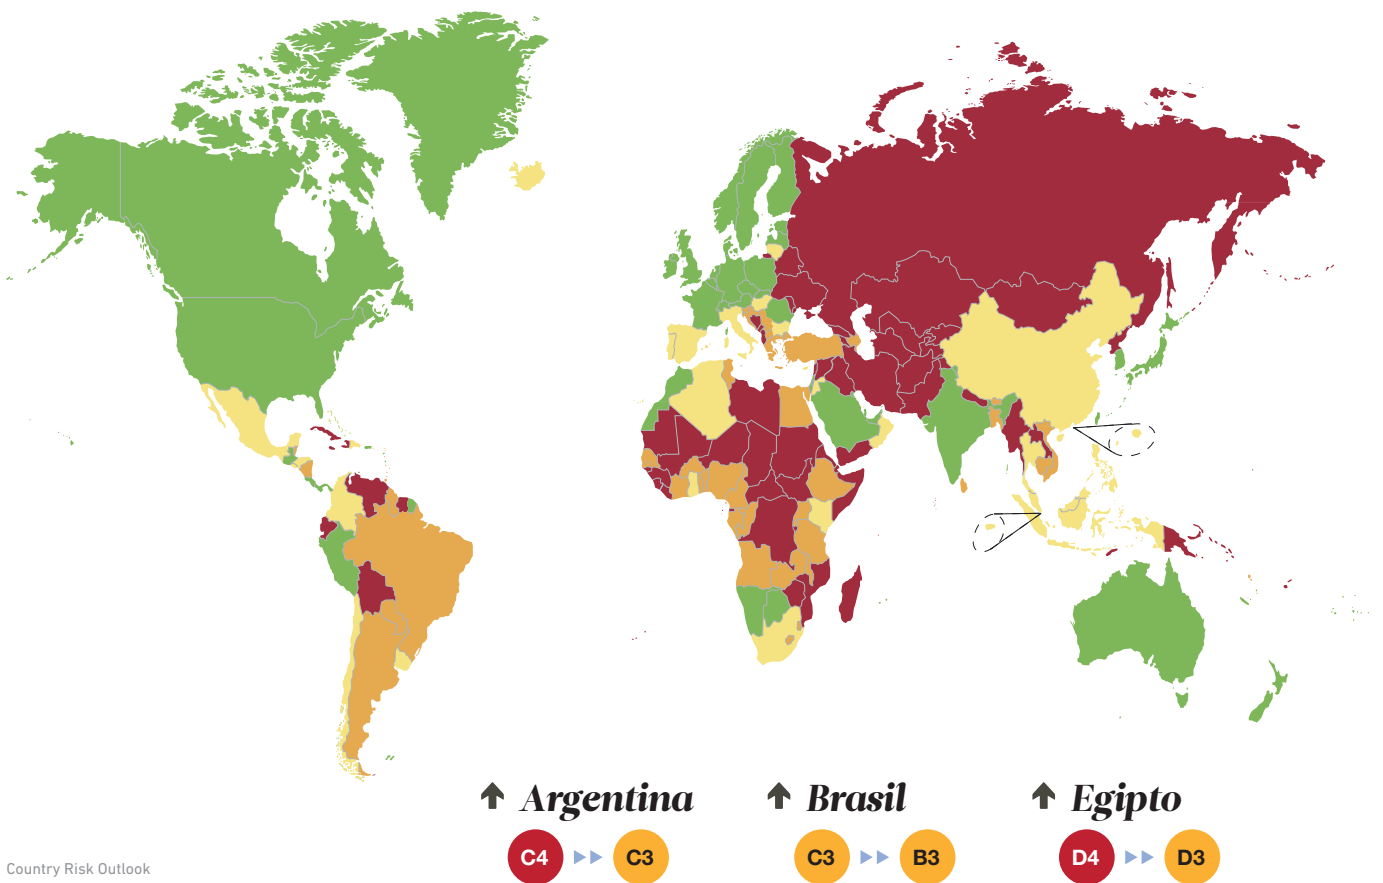 Argentina
C4 C3
Brasil
C3 B3
Egipto
D4 D3
Country Risk Outlook